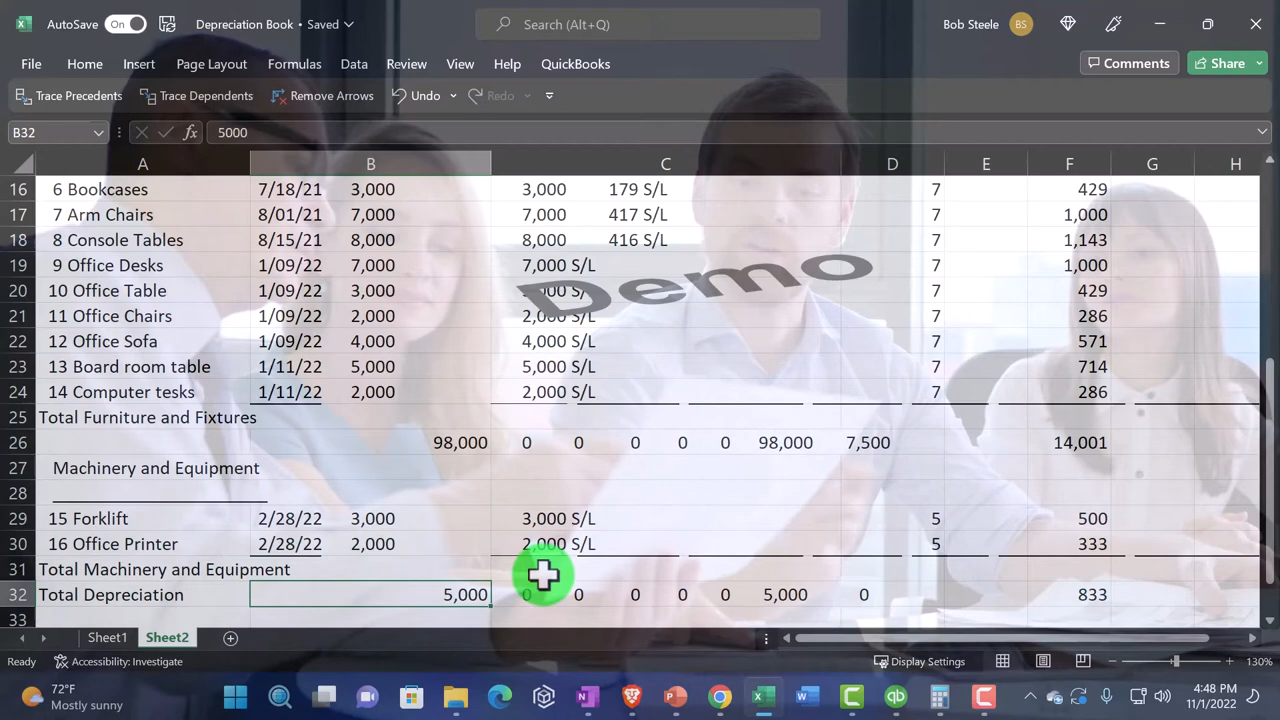 AutoSave On Depreciation Book • Saved Search (Alt+Q) Bob Steele BS
File Home Insert Page Layout Formulas Data Review View Help QuickBooks Comments Share
Trace Precedents Trace Dependents Remove Arrows Undo Redo
B32 fx 5000
A B C D E F G H
16 6 Bookcases 7/18/21 3,000 3,000 179 S/L 7 429
17 7 Arm Chairs 8/01/21 7,000 7,000 417 S/L 7 1,000
18 8 Console Tables 8/15/21 8,000 8,000 416 S/L 7 1,143
19 9 Office Desks 1/09/22 7,000 7,000 S/L 7 1,000
Demo
20 10 Office Table 1/09/22 3,000 S/L 7 429
21 11 Office Chairs 1/09/22 2,000 2,000 S/L 7 286
22 12 Office Sofa 1/09/22 4,000 4,000 S/L 7 571
23 13 Board room table 1/11/22 5,000 5,000 S/L 7 714
24 14 Computer tesks 1/11/22 2,000 2,000 S/L 7 286
25 Total Furniture and Fixtures
26 98,000 0 0 0 0 0 98,000 7,500 14,001
27 Machinery and Equipment
28
29 15 Forklift 2/28/22 3,000 3,000 S/L 5 500
30 16 Office Printer 2/28/22 2,000 2,000 S/L 5 333
31 Total Machinery and Equipment
32 Total Depreciation 5,000 0 0 0 0 0 5,000 0 833
33
Sheet1 Sheet2
Ready Accessibility: Investigate Display Settings 130%
72°F
Mostly sunny
4:48 PM
11/1/2022